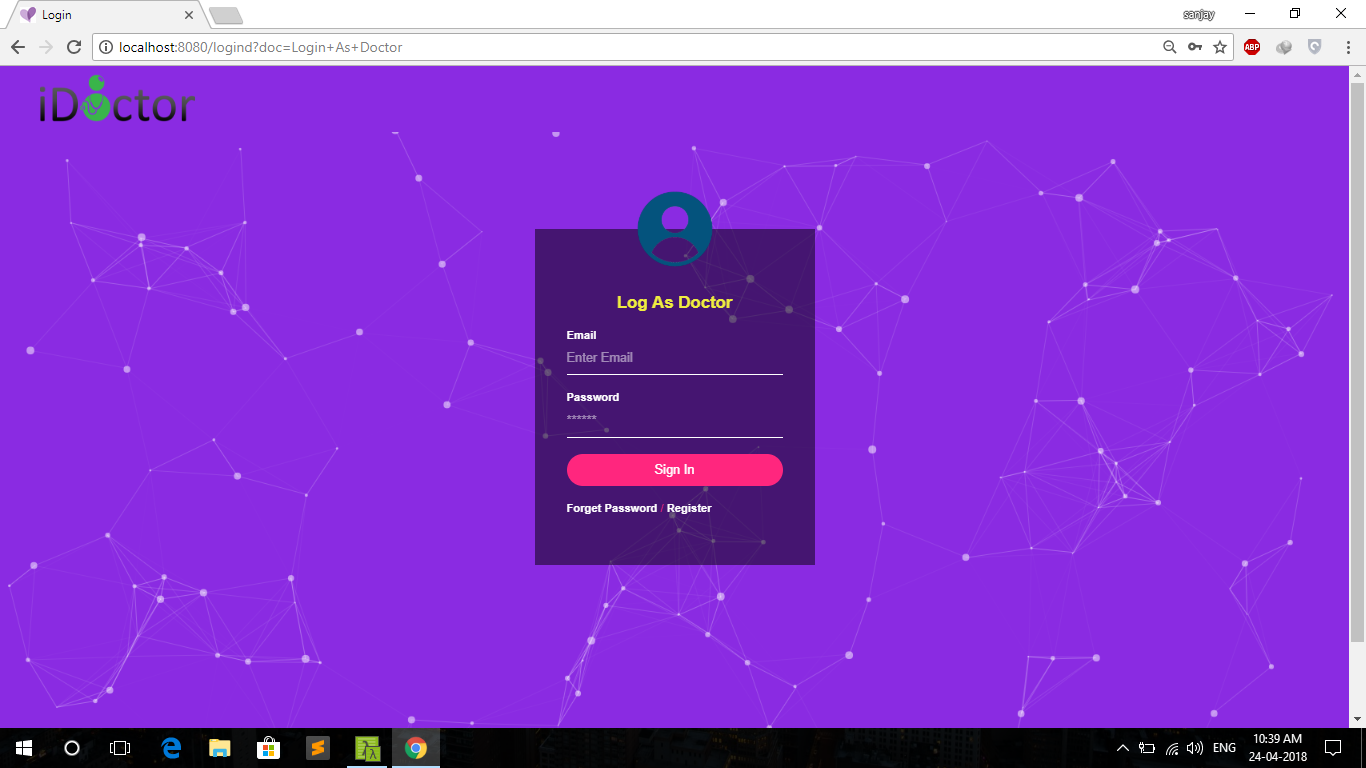 Login
sanjay
localhost:8080/logind?doc=Login+As+Doctor
ABP
iDoctor
Log As Doctor
Email
Enter Email
Password
******
Sign In
Forget Password / Register
ENG
10:39 AM
24-04-2018